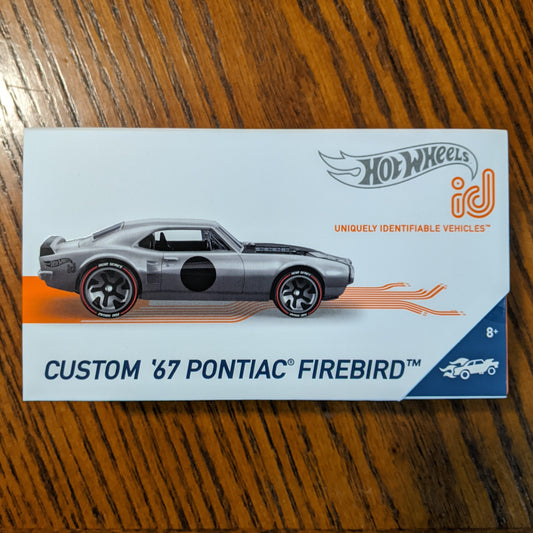 HOT WHEELS
id
UNIQUELY IDENTIFIABLE VEHICLES™
CUSTOM '67 PONTIAC® FIREBIRD™
8+